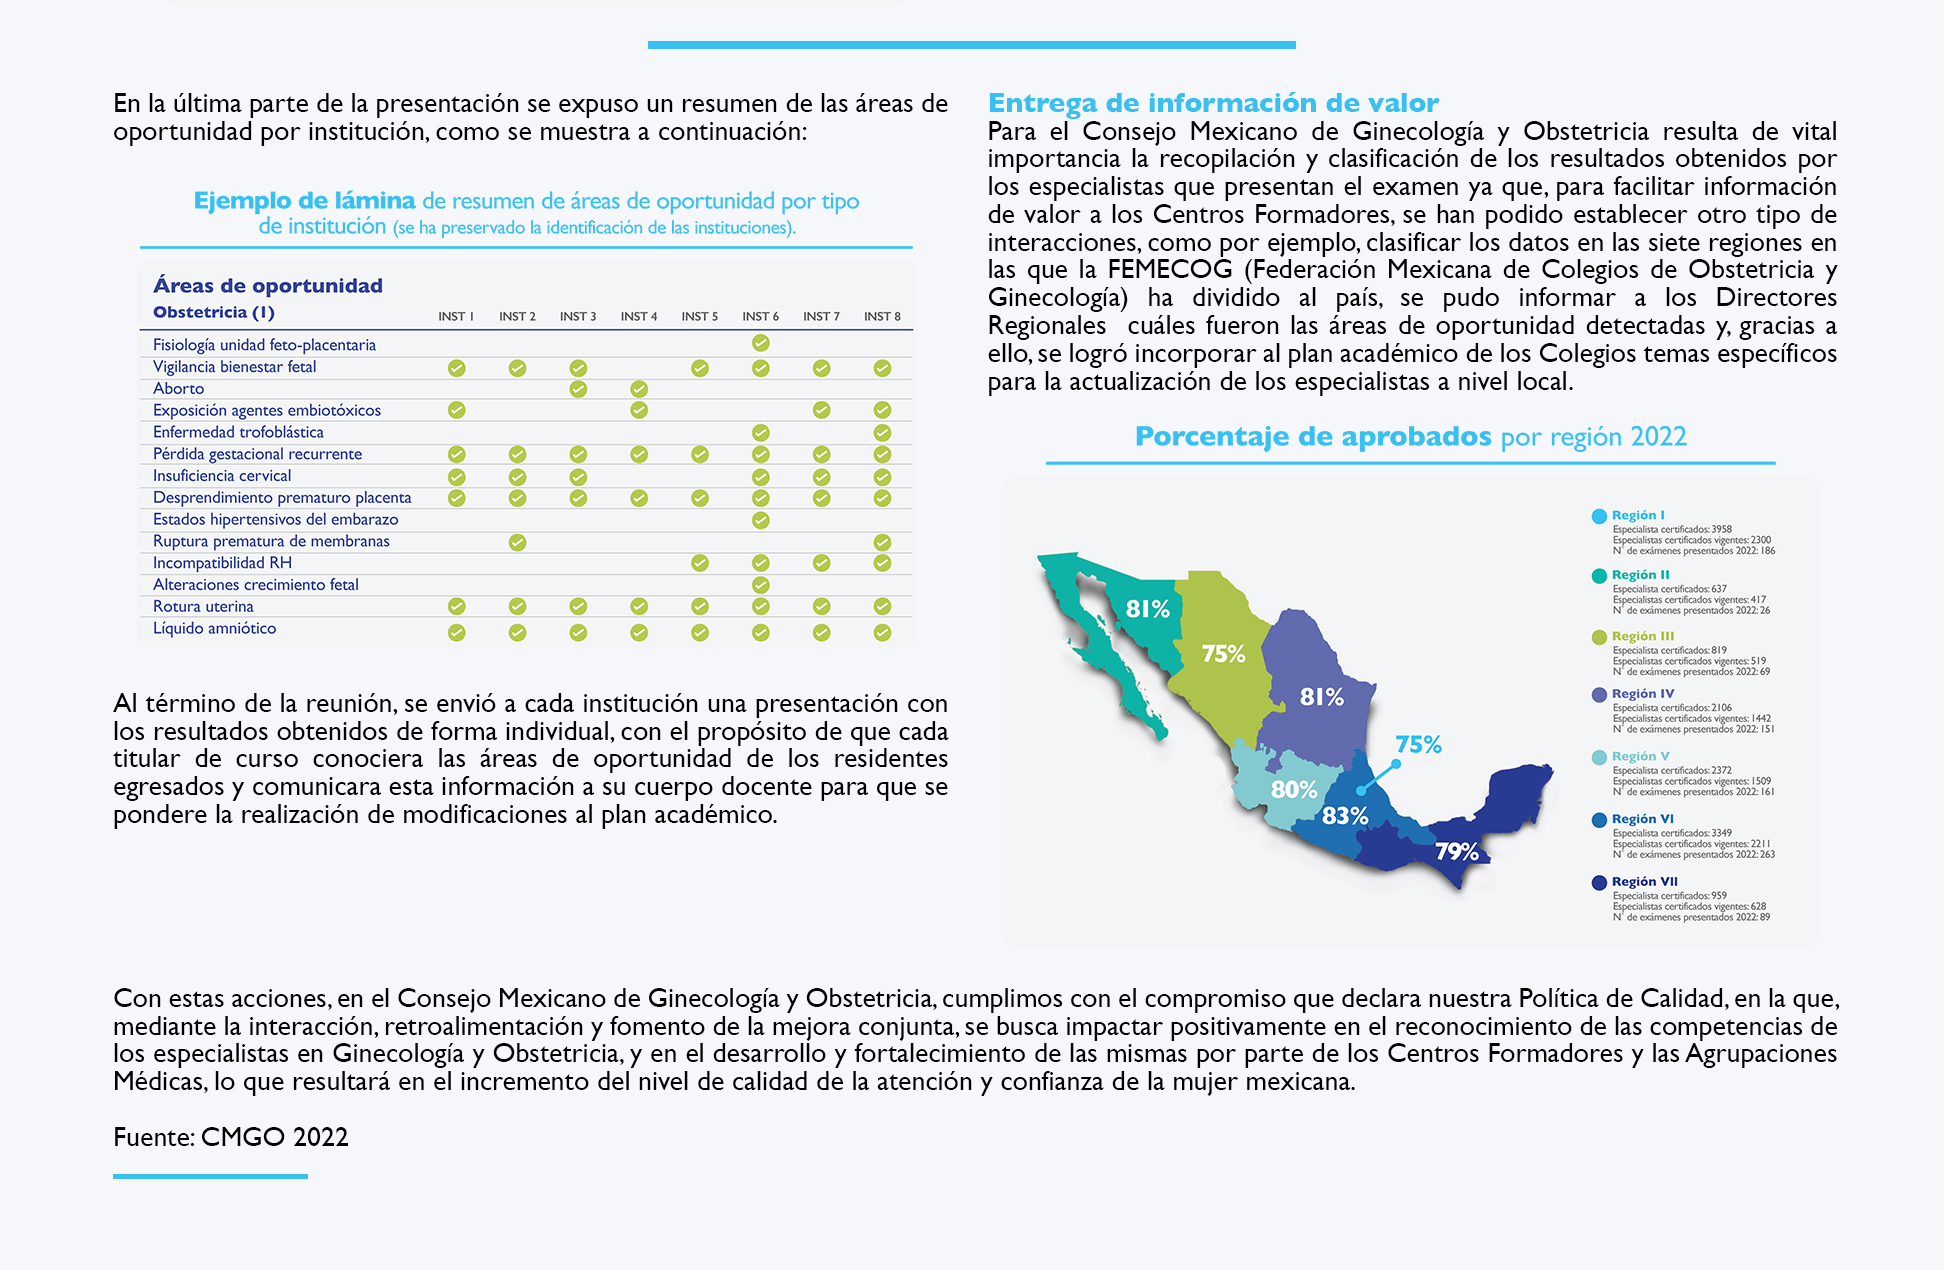 En la última parte de la presentación se expuso un resumen de las áreas de
oportunidad por institución, como se muestra a continuación:
Ejemplo de lámina de resumen de áreas de oportunidad por tipo
de institución (se ha preservado la identificación de las instituciones).
Áreas de oportunidad
Obstetricia (1) INST 1 INST 2 INST 3 INST 4 INST 5 INST 6 INST 7 INST 8
Fisiología unidad feto-placentaria
Vigilancia bienestar fetal
Aborto
Exposición agentes embiotóxicos
Enfermedad trofoblástica
Pérdida gestacional recurrente
Insuficiencia cervical
Desprendimiento prematuro placenta
Estados hipertensivos del embarazo
Ruptura prematura de membranas
Incompatibilidad RH
Alteraciones crecimiento fetal
Rotura uterina
Líquido amniótico
Al término de la reunión, se envió a cada institución una presentación con
los resultados obtenidos de forma individual, con el propósito de que cada
titular de curso conociera las áreas de oportunidad de los residentes
egresados y comunicara esta información a su cuerpo docente para que se
pondere la realización de modificaciones al plan académico.
Entrega de información de valor
Para el Consejo Mexicano de Ginecología y Obstetricia resulta de vital
importancia la recopilación y clasificación de los resultados obtenidos por
los especialistas que presentan el examen ya que, para facilitar información
de valor a los Centros Formadores, se han podido establecer otro tipo de
interacciones, como por ejemplo, clasificar los datos en las siete regiones en
las que la FEMECOG (Federación Mexicana de Colegios de Obstetricia y
Ginecología) ha dividido al país, se pudo informar a los Directores
Regionales cuáles fueron las áreas de oportunidad detectadas y, gracias a
ello, se logró incorporar al plan académico de los Colegios temas específicos
para la actualización de los especialistas a nivel local.
Porcentaje de aprobados por región 2022
81%
75%
81%
75%
80%
83%
79%
Región I
Especialista certificados: 3958
Especialistas certificados vigentes: 2300
N° de exámenes presentados 2022: 186
Región II
Especialista certificados: 637
Especialistas certificados vigentes: 417
N° de exámenes presentados 2022: 26
Región III
Especialista certificados: 819
Especialistas certificados vigentes: 519
N° de exámenes presentados 2022: 69
Región IV
Especialista certificados: 2106
Especialistas certificados vigentes: 1442
N° de exámenes presentados 2022: 151
Región V
Especialista certificados: 2372
Especialistas certificados vigentes: 1509
N° de exámenes presentados 2022: 161
Región VI
Especialista certificados: 3349
Especialistas certificados vigentes: 2211
N° de exámenes presentados 2022: 263
Región VII
Especialista certificados: 959
Especialistas certificados vigentes: 628
N° de exámenes presentados 2022: 89
Con estas acciones, en el Consejo Mexicano de Ginecología y Obstetricia, cumplimos con el compromiso que declara nuestra Política de Calidad, en la que,
mediante la interacción, retroalimentación y fomento de la mejora conjunta, se busca impactar positivamente en el reconocimiento de las competencias de
los especialistas en Ginecología y Obstetricia, y en el desarrollo y fortalecimiento de las mismas por parte de los Centros Formadores y las Agrupaciones
Médicas, lo que resultará en el incremento del nivel de calidad de la atención y confianza de la mujer mexicana.
Fuente: CMGO 2022